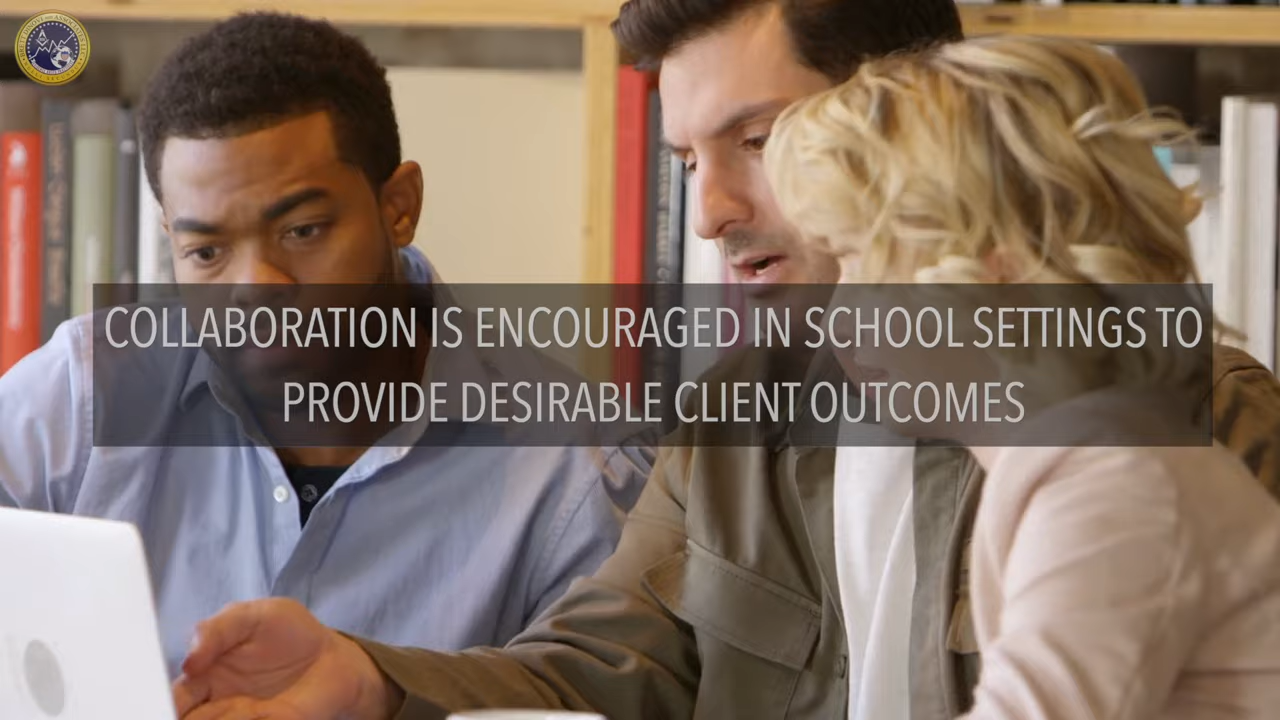 COLLABORATION IS ENCOURAGED IN SCHOOL SETTINGS TO
PROVIDE DESIRABLE CLIENT OUTCOMES